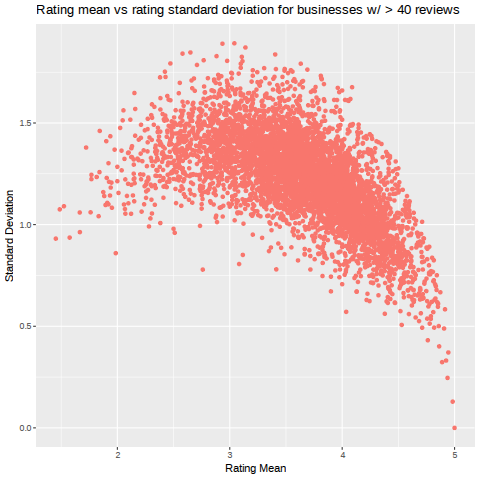 Rating mean vs rating standard deviation for businesses w/ > 40 reviews
Standard Deviation
1.5
1.0
0.5
0.0
2 3 4 5
Rating Mean